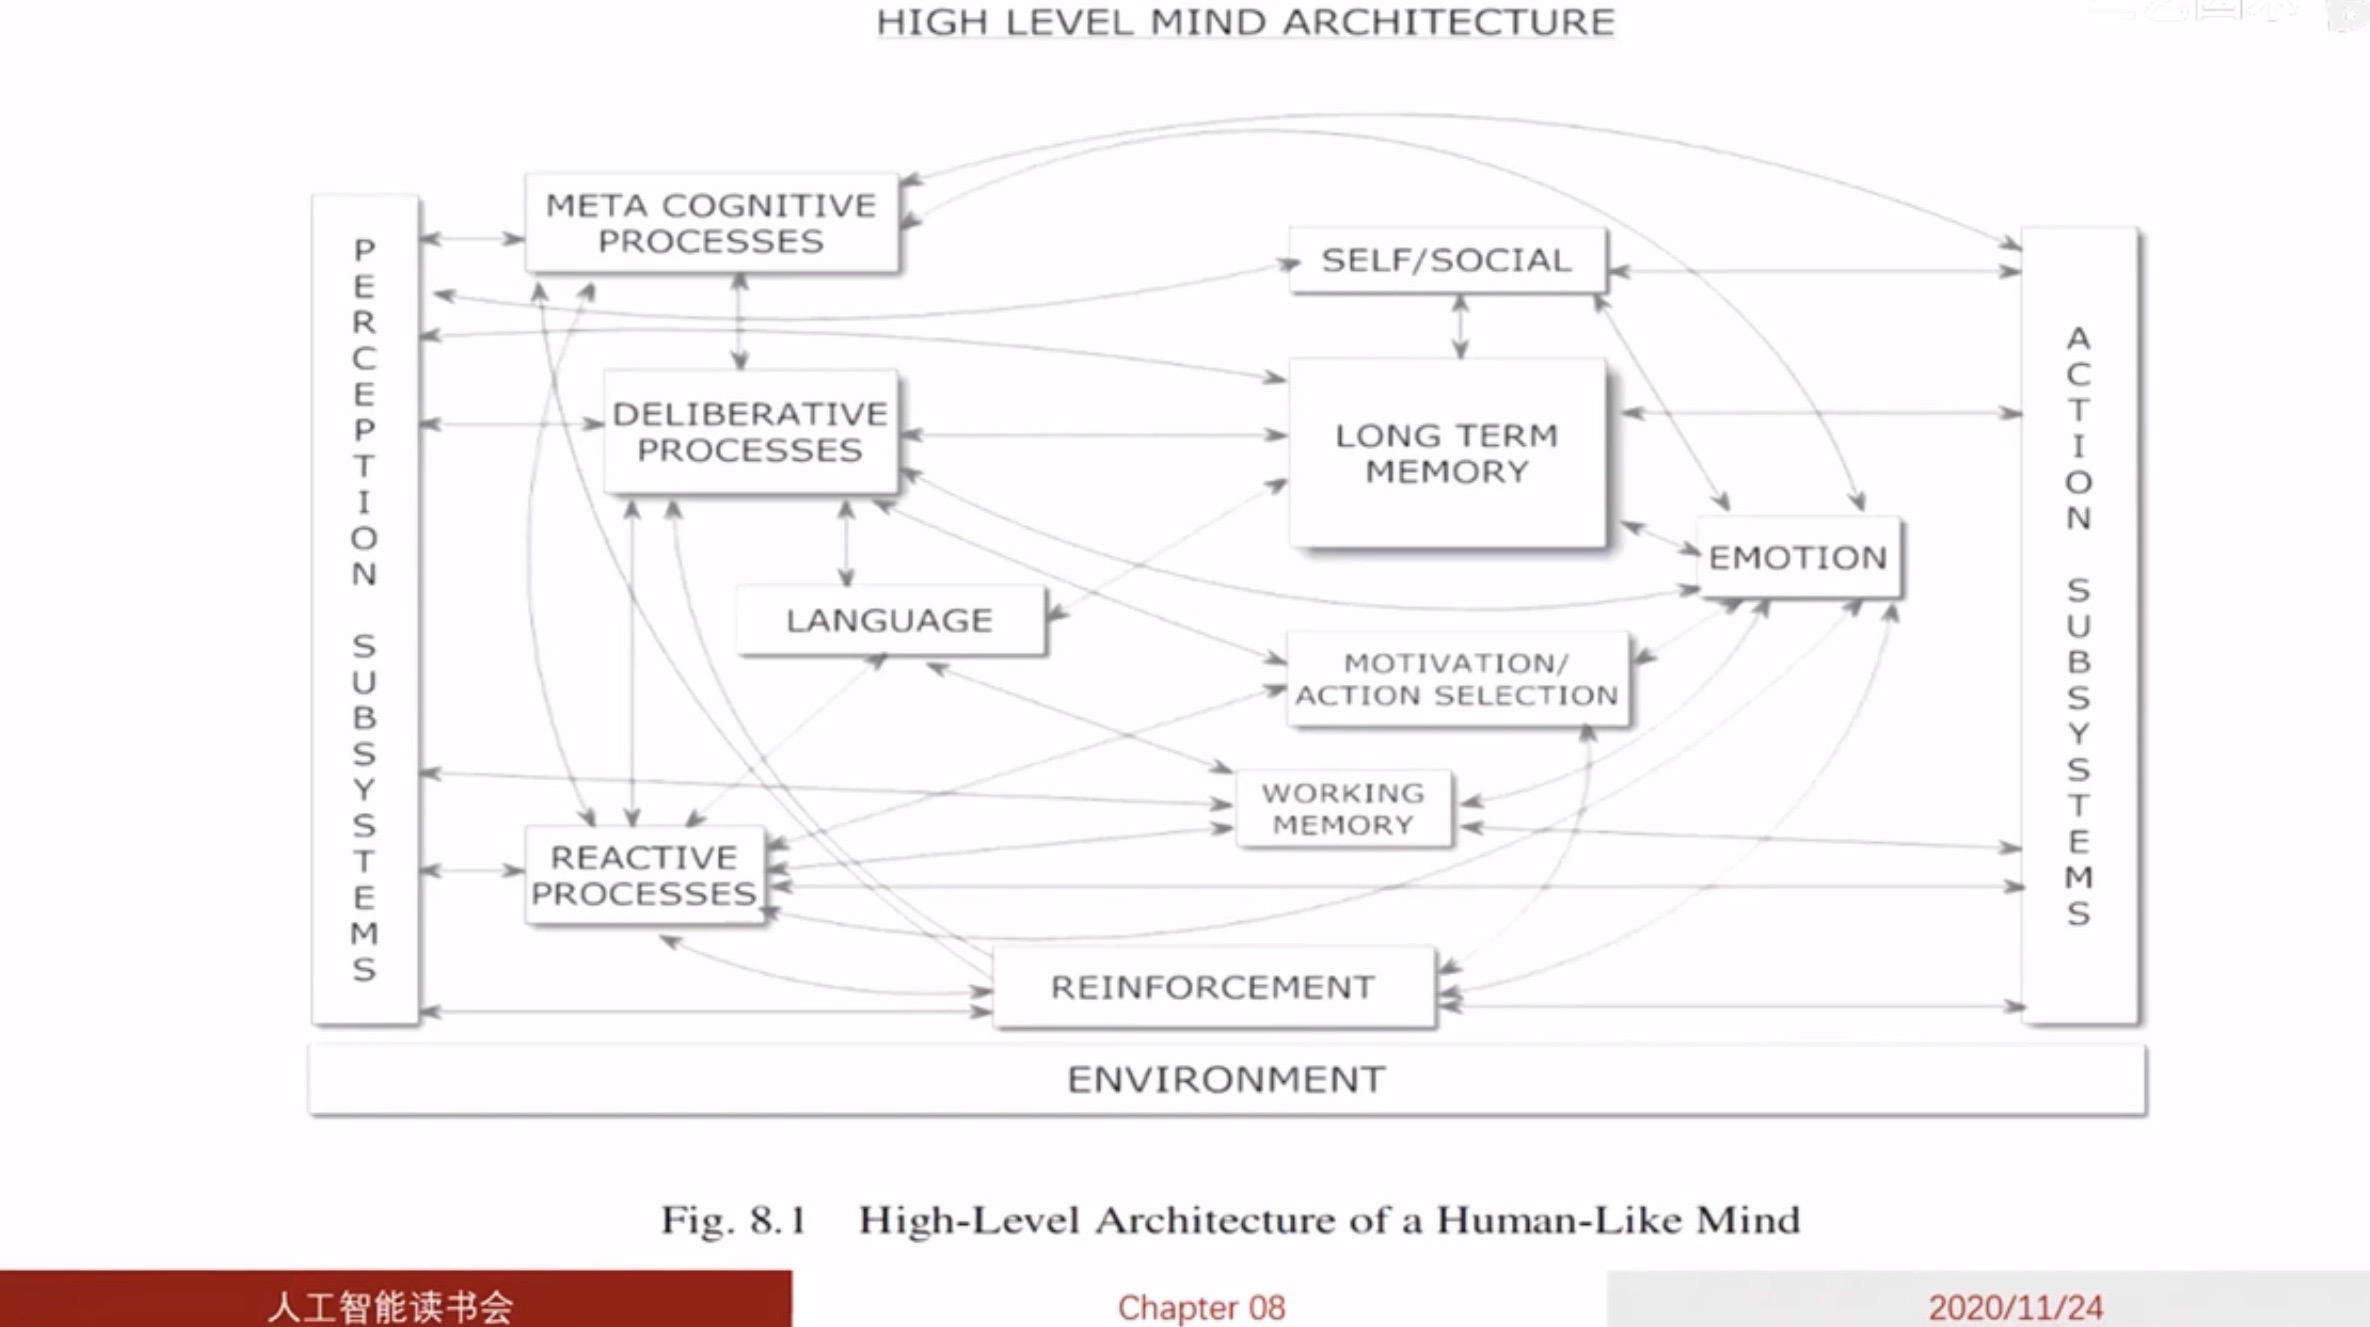 HIGH LEVEL MIND ARCHITECTURE
META COGNITIVE
PROCESSES
SELF/SOCIAL
PERCEPTION SUBSYSTEMS
DELIBERATIVE
PROCESSES
LONG TERM
MEMORY
ACTION SUBSYSTEMS
EMOTION
LANGUAGE
MOTIVATION/
ACTION SELECTION
WORKING
MEMORY
REACTIVE
PROCESSES
REINFORCEMENT
ENVIRONMENT
Fig. 8.1 High-Level Architecture of a Human-Like Mind
人工智能读书会
Chapter 08
2020/11/24